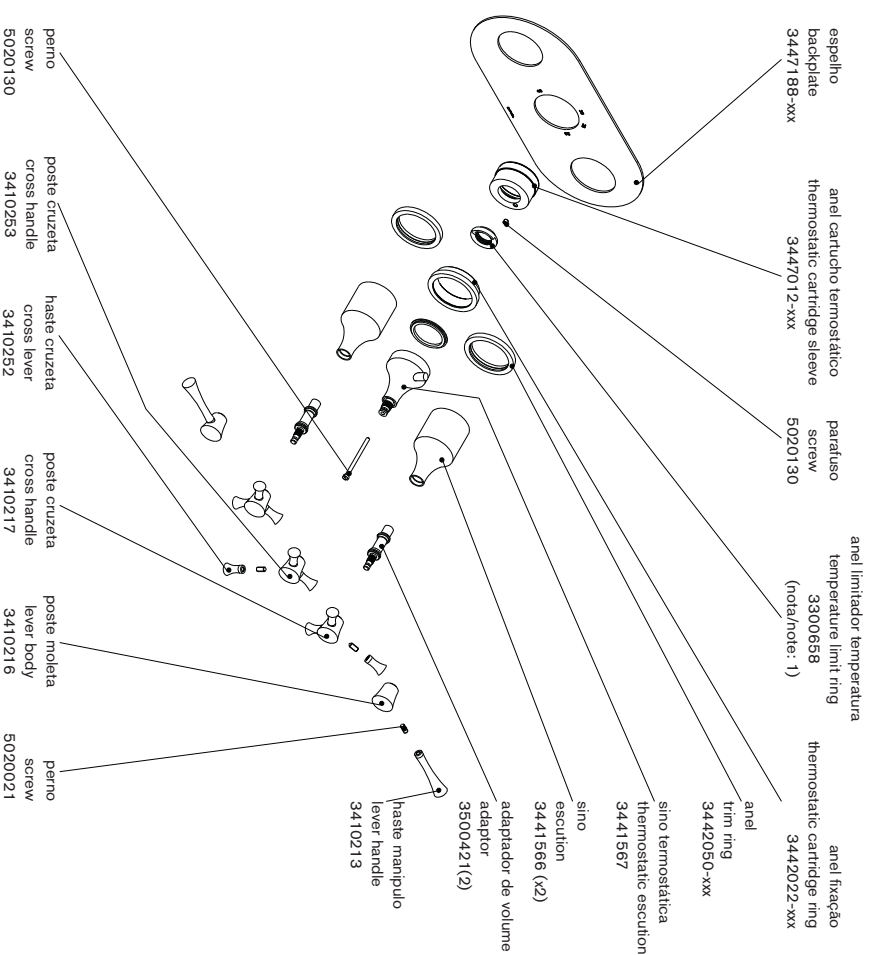 espelho
backplate
3447188-xxx
anel cartucho termostático
thermostatic cartridge sleeve
3447012-xxx
parafuso
screw
5020130
anel limitador temperatura
temperature limit ring
3300658
(nota/note: 1)
anel fixação
thermostatic cartridge ring
3442022-xxx
anel
trim ring
3442050-xxx
sino termostática
thermostatic escution
3441567
sino
escution
3441566 (x2)
adaptador de volume
adaptor
3500421(2)
haste manipulo
lever handle
3410213
perno
screw
5020130
poste cruzeta
cross handle
3410253
haste cruzeta
cross lever
3410252
poste cruzeta
cross handle
3410217
poste moleta
lever body
3410216
perno
screw
5020021